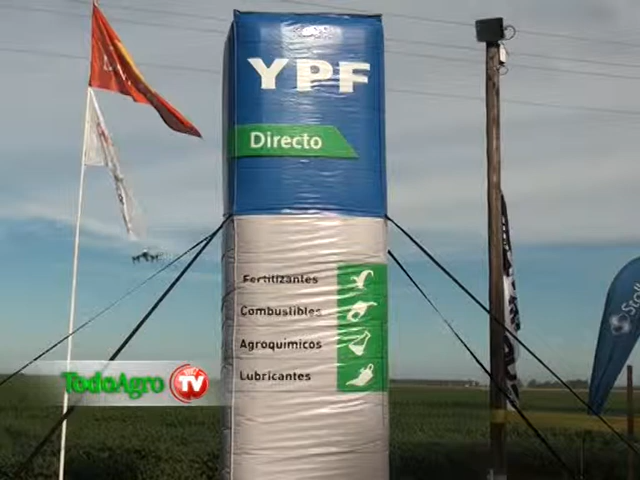 YPF
Directo
Fertilizantes
Combustibles
Agroquímicos
Lubricantes
TodoAgro TV